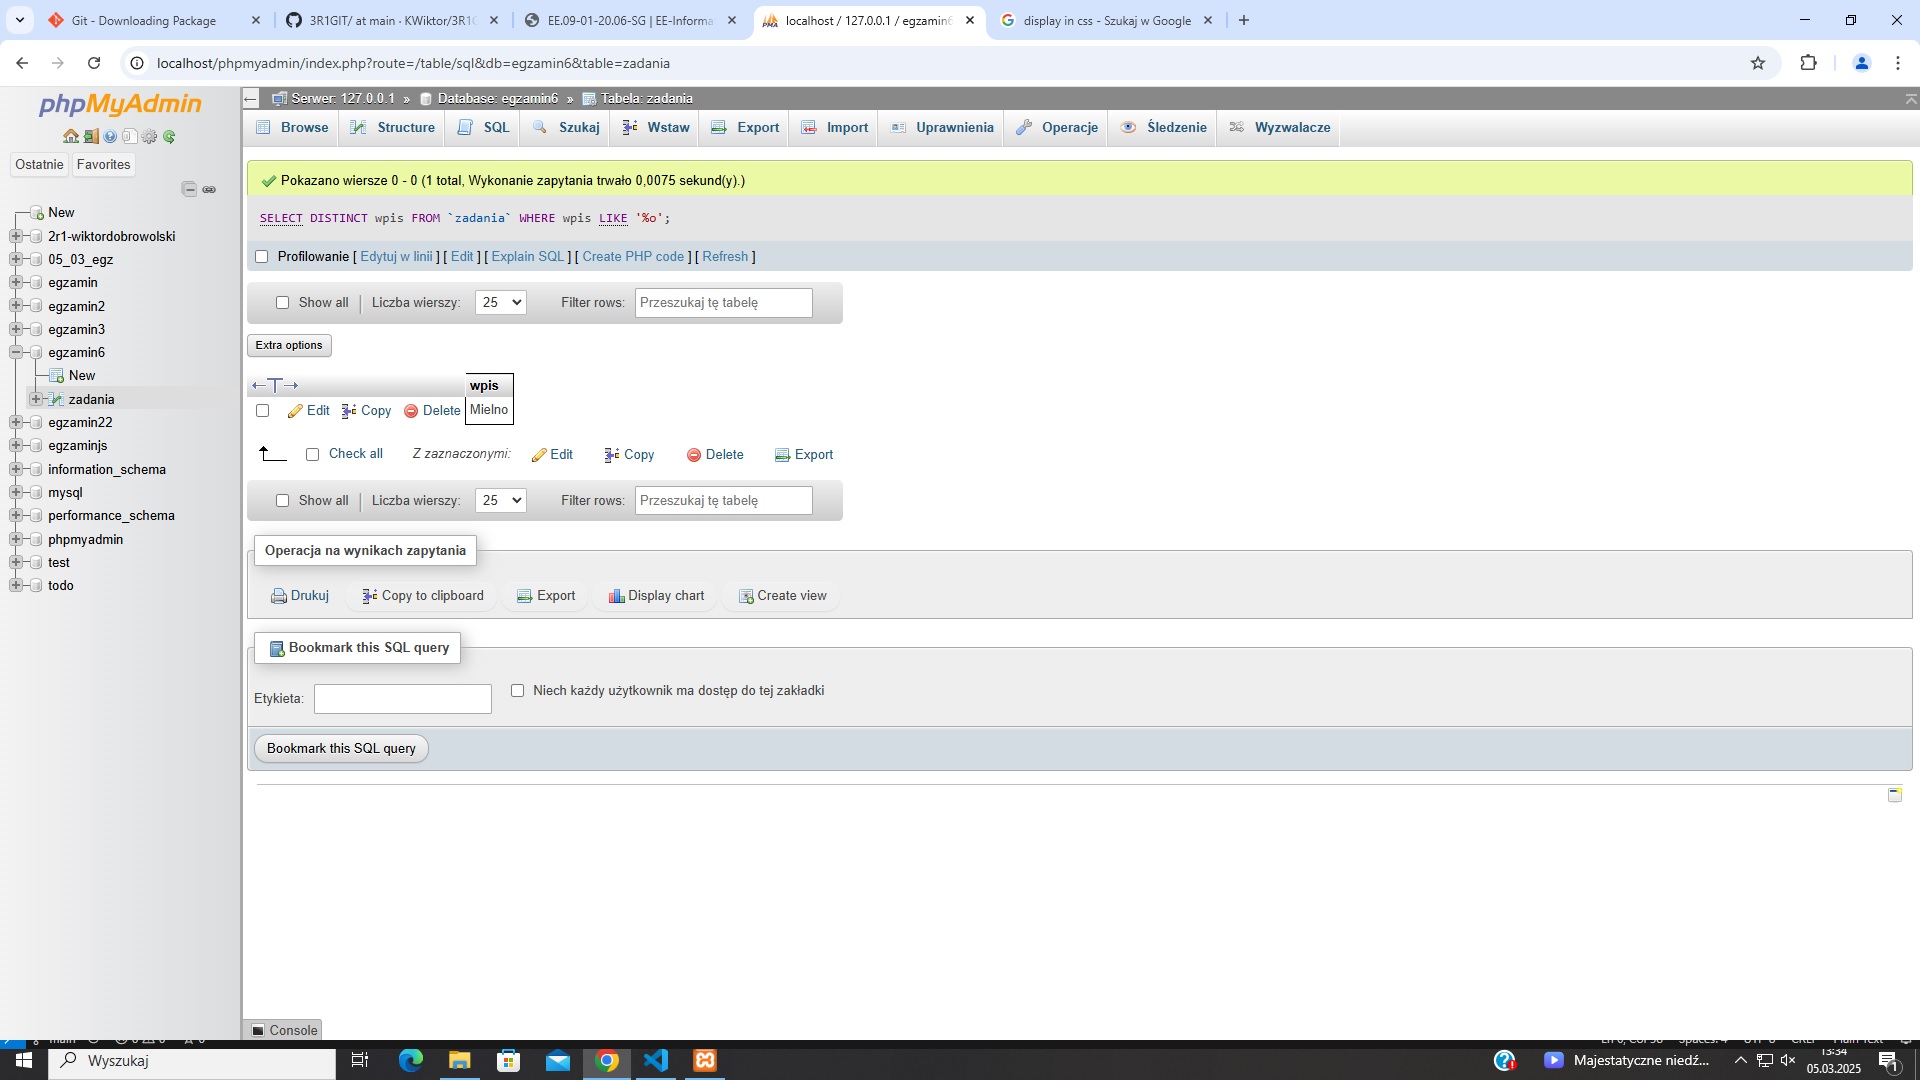 Git - Downloading Package
3R1GIT/ at main · KWiktor/3R1G
EE.09-01-20.06-SG | EE-Informa
localhost / 127.0.0.1 / egzamin6
display in css - Szukaj w Google
localhost/phpmyadmin/index.php?route=/table/sql&db=egzamin6&table=zadania
phpMyAdmin
Ostatnie Favorites
New
2r1-wiktordobrowolski
05_03_egz
egzamin
egzamin2
egzamin3
egzamin6
New
zadania
egzamin22
egzaminjs
information_schema
mysql
performance_schema
phpmyadmin
test
todo
Serwer: 127.0.0.1 » Database: egzamin6 » Tabela: zadania
Browse Structure SQL Szukaj Wstaw Export Import Uprawnienia Operacje Śledzenie Wyzwalacze
Pokazano wiersze 0 - 0 (1 total, Wykonanie zapytania trwało 0,0075 sekund(y).)
SELECT DISTINCT wpis FROM `zadania` WHERE wpis LIKE '%o';
Profilowanie [ Edytuj w linii ] [ Edit ] [ Explain SQL ] [ Create PHP code ] [ Refresh ]
Show all Liczba wierszy: 25 Filter rows: Przeszukaj tę tabelę
Extra options
wpis
Edit Copy Delete Mielno
Check all Z zaznaczonymi: Edit Copy Delete Export
Show all Liczba wierszy: 25 Filter rows: Przeszukaj tę tabelę
Operacja na wynikach zapytania
Drukuj Copy to clipboard Export Display chart Create view
Bookmark this SQL query
Etykieta: Niech każdy użytkownik ma dostęp do tej zakładki
Bookmark this SQL query
Console
Wyszukaj
Majestatyczne niedź...
13:34
05.03.2025
1